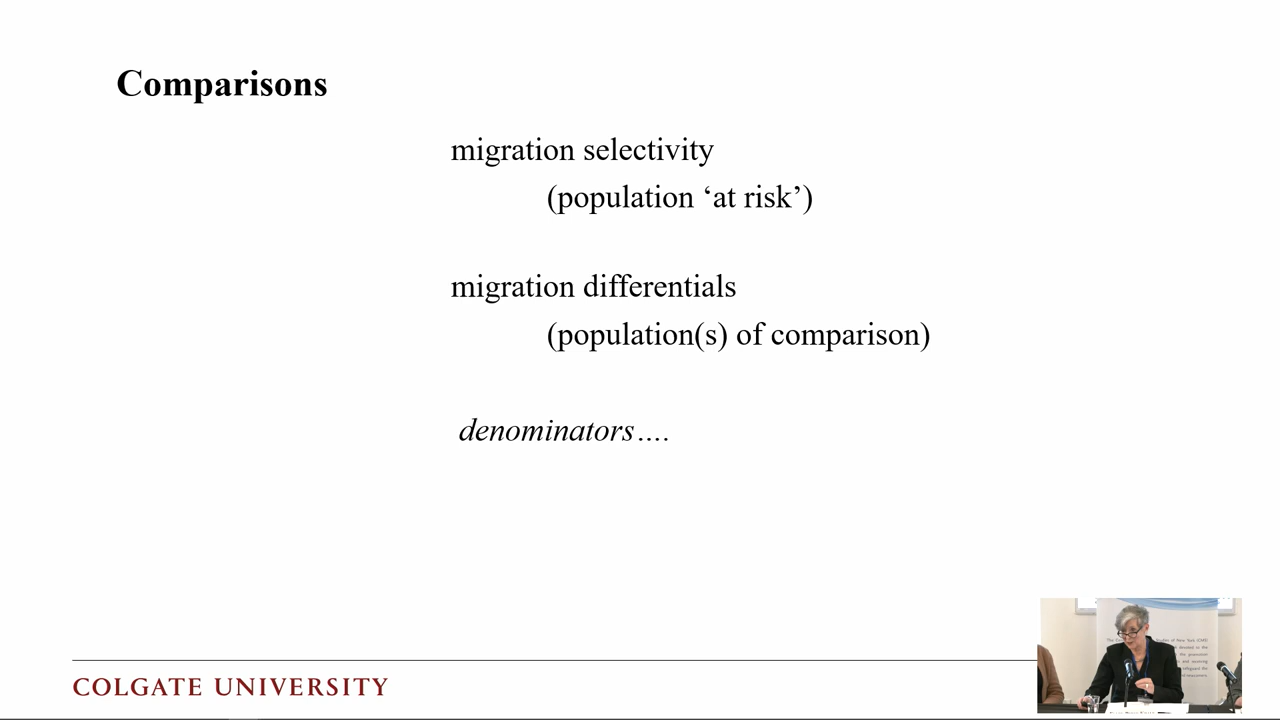 Comparisons
migration selectivity
(population ‘at risk’)
migration differentials
(population(s) of comparison)
denominators….
COLGATE UNIVERSITY